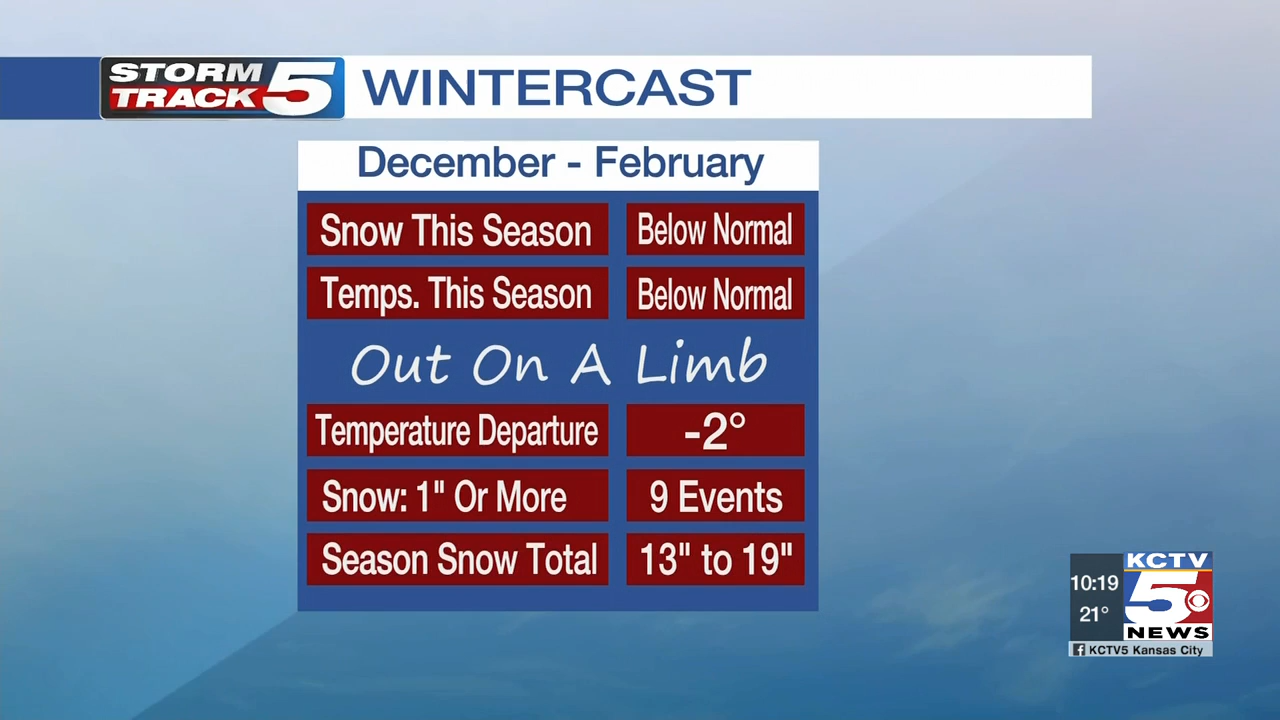 STORM
TRACK 5
WINTERCAST
December - February
Snow This Season Below Normal
Temps. This Season Below Normal
Out On A Limb
Temperature Departure -2°
Snow: 1" Or More 9 Events
Season Snow Total 13" to 19"
10:19
21°
KCTV
5
NEWS
KCTV5 Kansas City